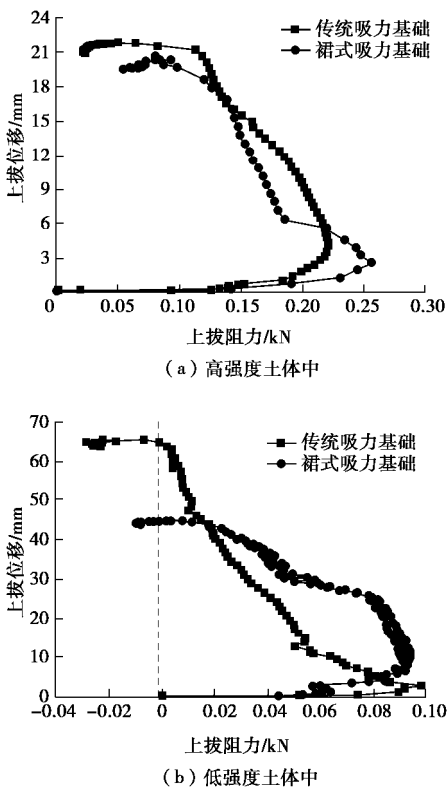 24
传统吸力基础
裙式吸力基础
21
18
15
12
9
6
3
上拔位移/mm
0 0.05 0.10 0.15 0.20 0.25 0.30
上拔阻力/kN
（a）高强度土体中
70
传统吸力基础
裙式吸力基础
60
50
40
30
20
10
0
上拔位移/mm
-0.04 -0.02 0 0.02 0.04 0.06 0.08 0.10
上拔阻力/kN
（b）低强度土体中